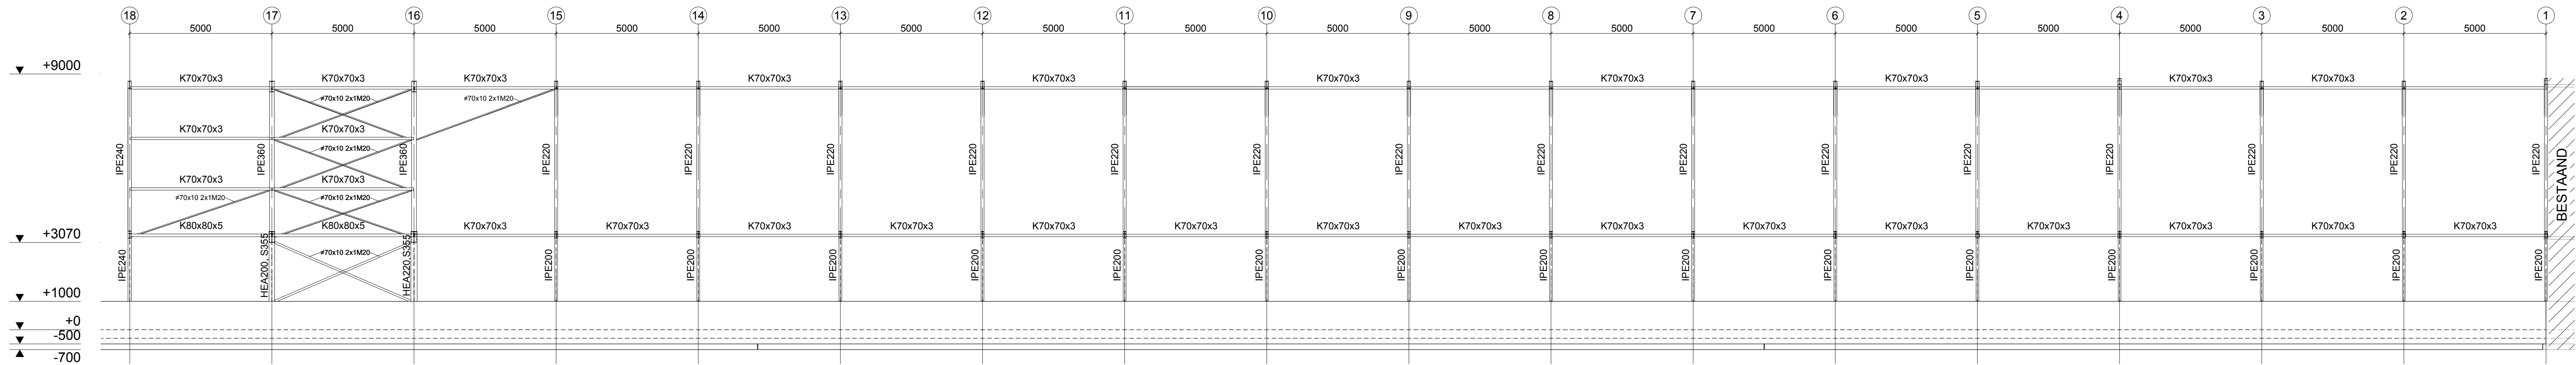 18 17 16 15 14 13 12 11 10 9 8 7 6 5 4 3 2 1
5000 5000 5000 5000 5000 5000 5000 5000 5000 5000 5000 5000 5000 5000 5000 5000 5000
+9000
K70x70x3 K70x70x3 K70x70x3 K70x70x3 K70x70x3 K70x70x3 K70x70x3 K70x70x3 K70x70x3 K70x70x3
≠70x10 2x1M20 ≠70x10 2x1M20
K70x70x3 K70x70x3
≠70x10 2x1M20
IPE240 IPE360 IPE360 IPE220 IPE220 IPE220 IPE220 IPE220 IPE220 IPE220 IPE220 IPE220 IPE220 IPE220 IPE220 IPE220 IPE220 IPE220
BESTAAND
K70x70x3 K70x70x3
≠70x10 2x1M20 ≠70x10 2x1M20
K80x80x5 K80x80x5 K70x70x3 K70x70x3 K70x70x3 K70x70x3 K70x70x3 K70x70x3 K70x70x3 K70x70x3 K70x70x3 K70x70x3 K70x70x3 K70x70x3 K70x70x3 K70x70x3 K70x70x3
+3070
≠70x10 2x1M20
IPE240 HEA200, S355 HEA220,S355 IPE200 IPE200 IPE200 IPE200 IPE200 IPE200 IPE200 IPE200 IPE200 IPE200 IPE200 IPE200 IPE200 IPE200 IPE200
+1000
+0
-500
-700